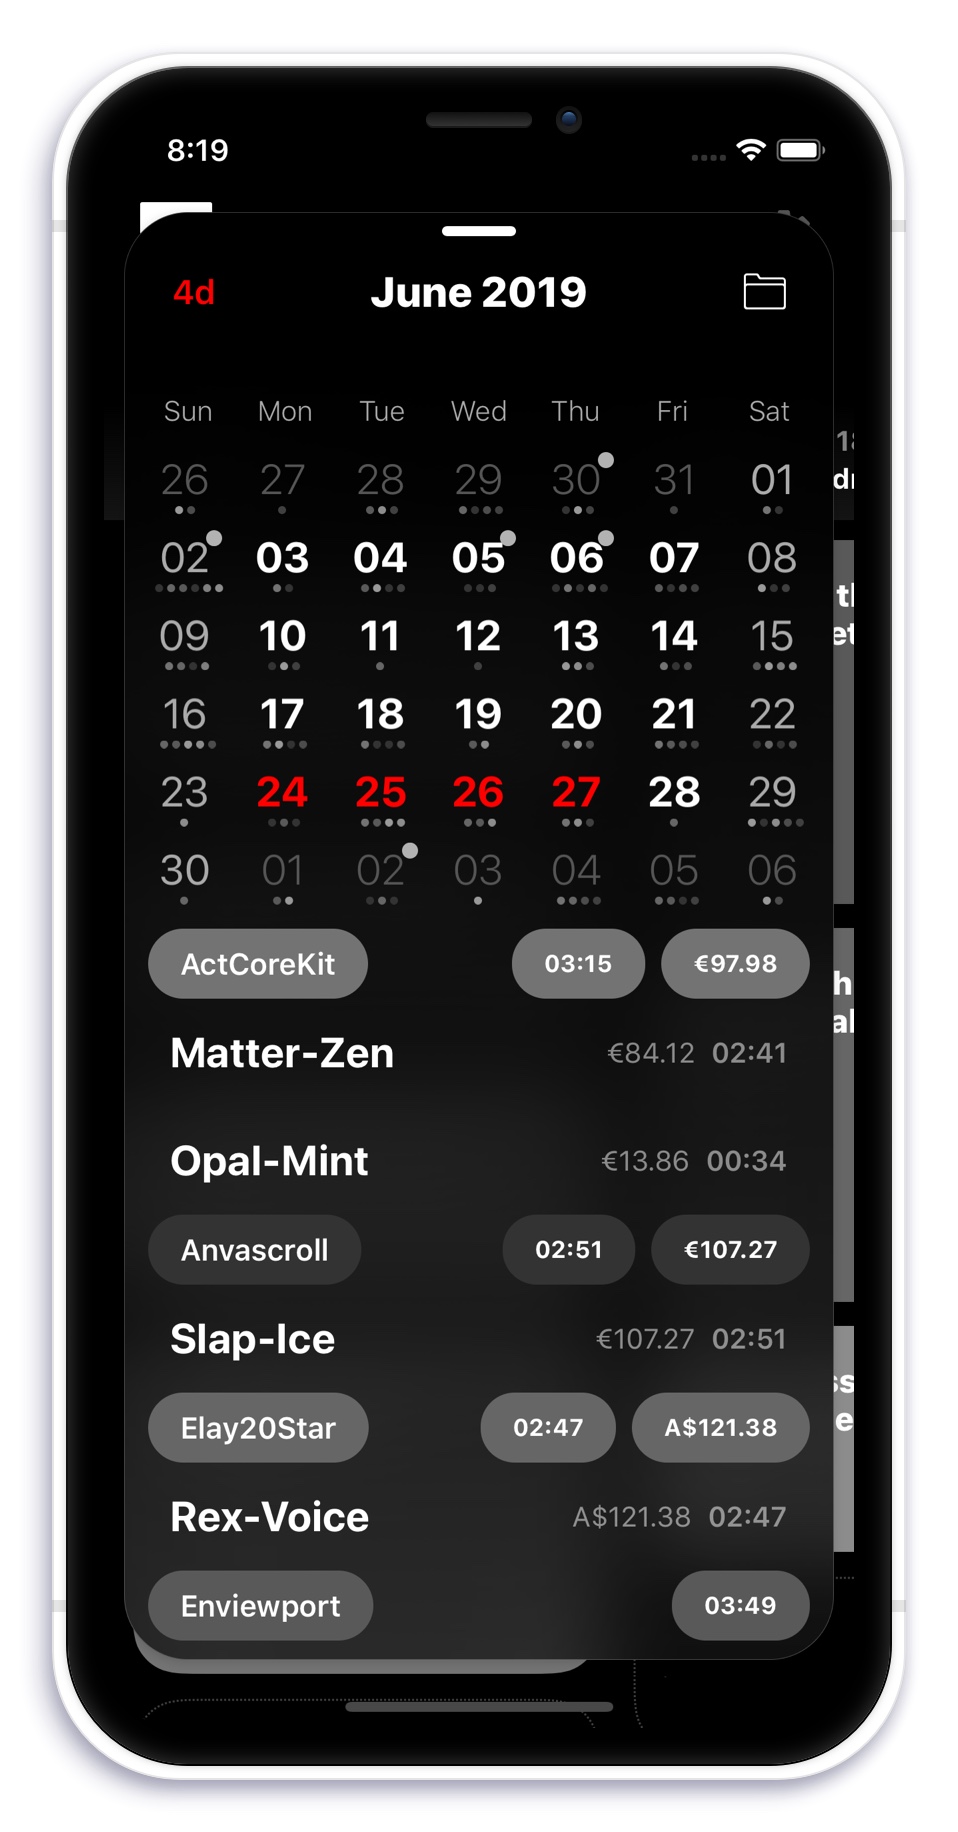 8:19
4d June 2019
Sun Mon Tue Wed Thu Fri Sat
26 27 28 29 30 31 01
02 03 04 05 06 07 08
09 10 11 12 13 14 15
16 17 18 19 20 21 22
23 24 25 26 27 28 29
30 01 02 03 04 05 06
ActCoreKit 03:15 €97.98
Matter-Zen €84.12 02:41
Opal-Mint €13.86 00:34
Anvascroll 02:51 €107.27
Slap-Ice €107.27 02:51
Elay20Star 02:47 A$121.38
Rex-Voice A$121.38 02:47
Enviewport 03:49